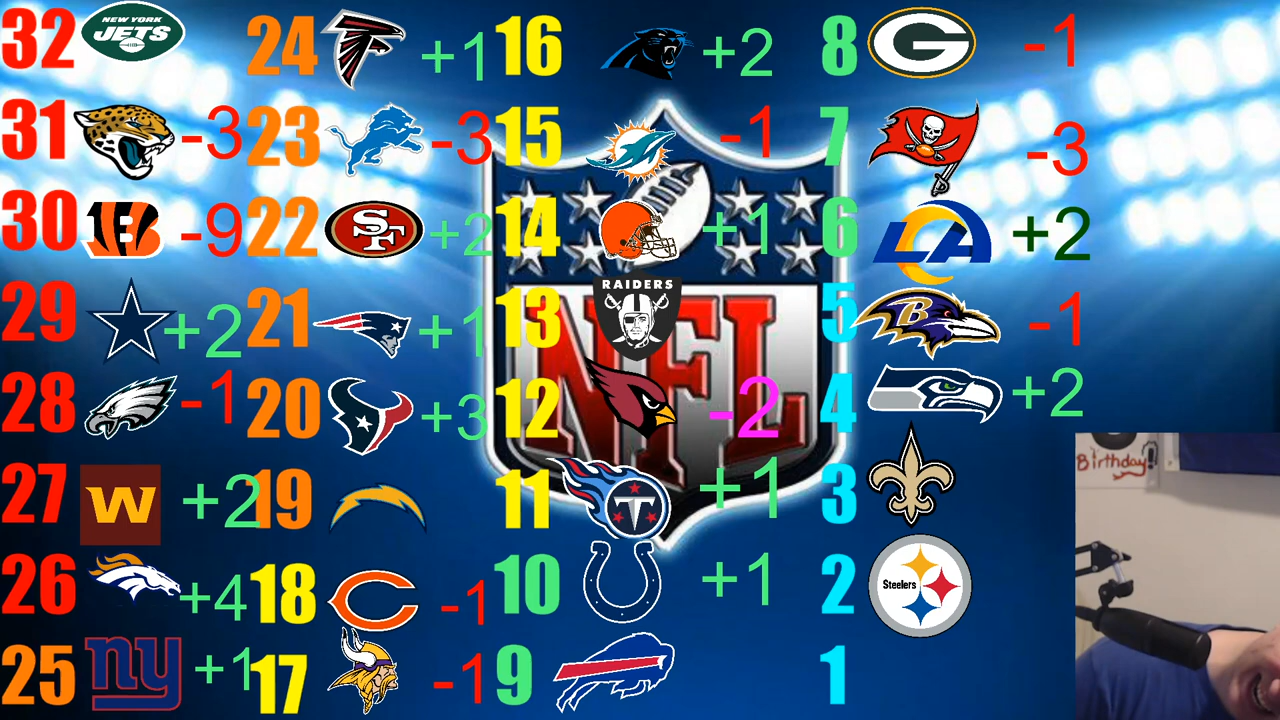 32 NEW YORK JETS
31 -3
30 B -9
29 +2
28 -1
27 W +2
26 +4
25 ny +1
24 +1
23 -3
22 SF +2
21 +1
20 +3
19
18 C -1
17 -1
16 +2
15 -1
14 +1
13 RAIDERS
12 -2
11 T +1
10 +1
9
8 G -1
7 -3
6 LA +2
5 B -1
4 +2
3
2 Steelers
1
NFL
Birthday!